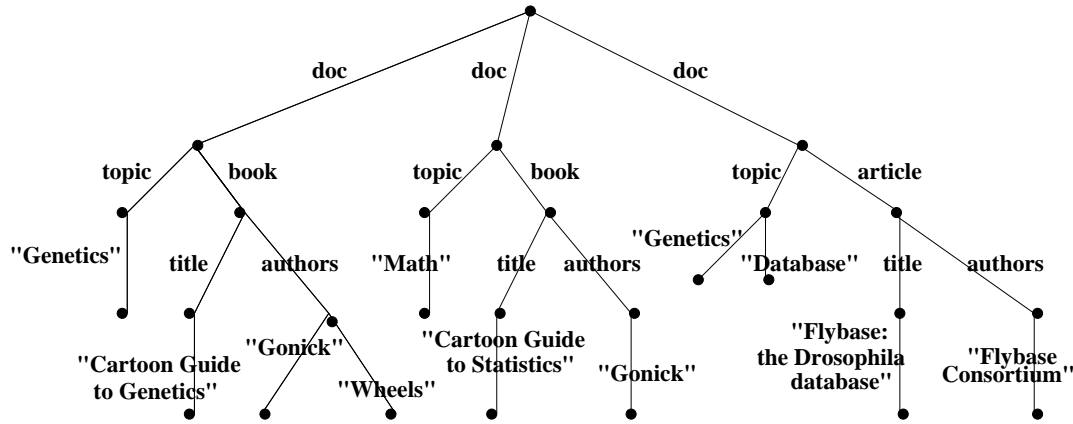 doc doc doc
topic book topic book topic article
"Genetics" title authors "Math" title authors "Genetics" "Database" title authors
"Cartoon Guide
to Genetics"
"Gonick"
"Wheels"
"Cartoon Guide
to Statistics"
"Gonick"
"Flybase:
the Drosophila
database"
"Flybase
Consortium"